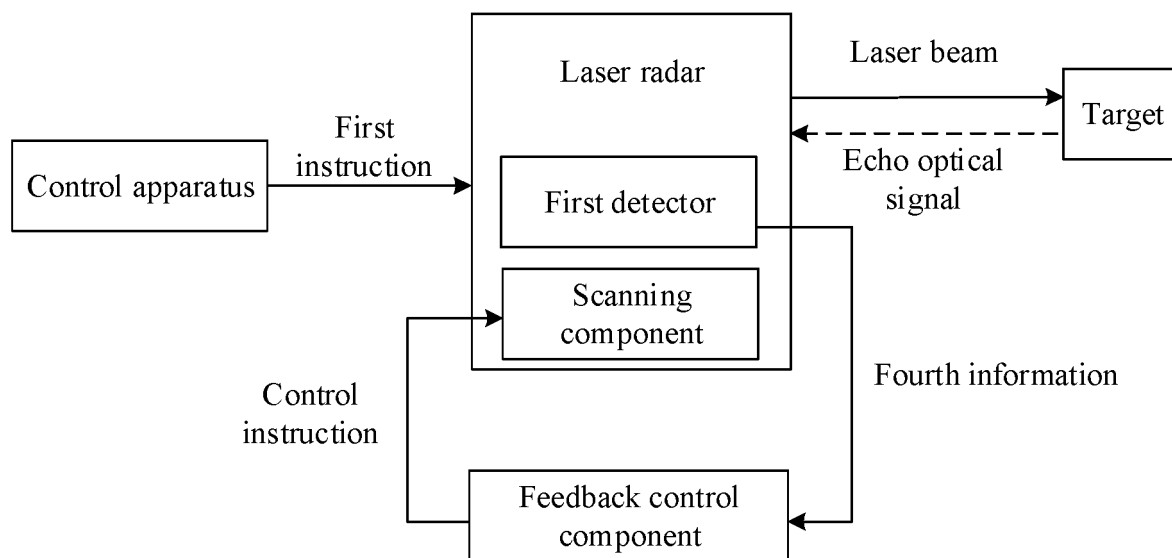 Laser radar
Laser beam
Target
First
instruction
Control apparatus
Echo optical
signal
First detector
Scanning
component
Fourth information
Control
instruction
Feedback control
component